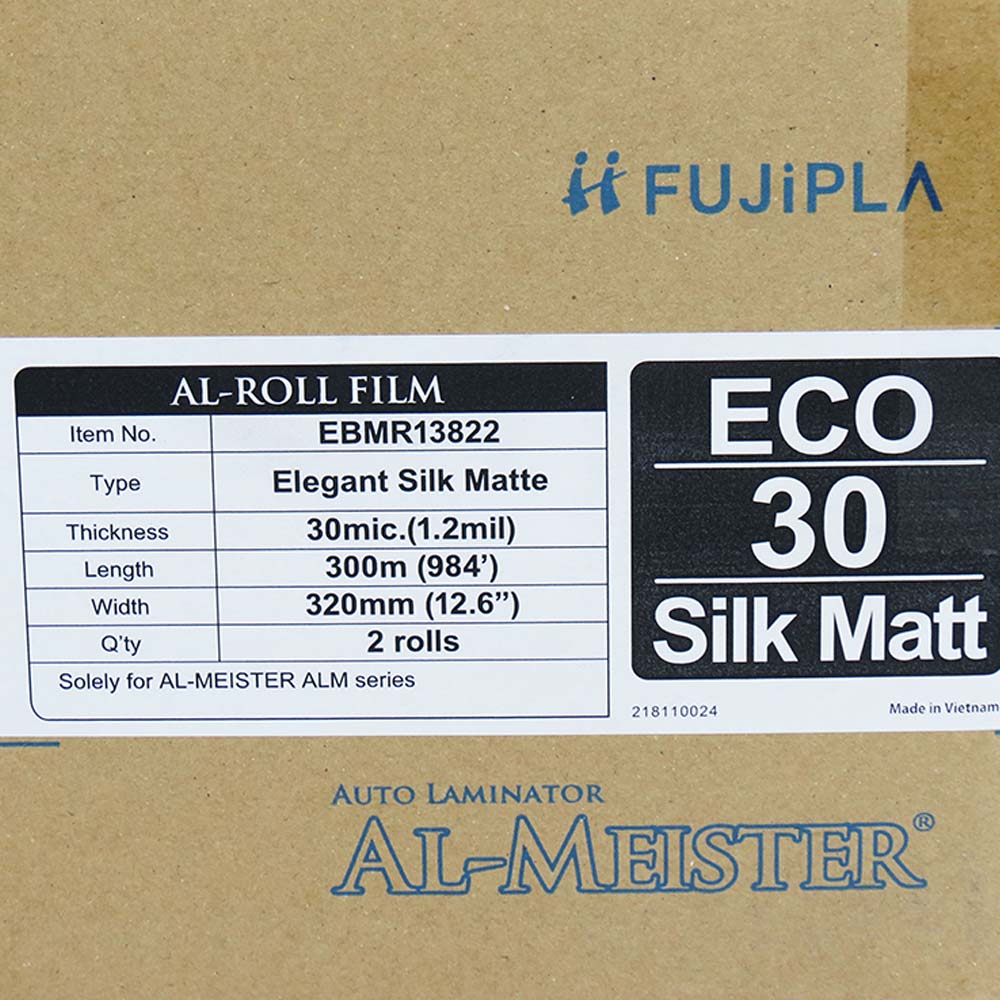 FUJiPLA
AL-ROLL FILM
Item No. EBMR13822
Type Elegant Silk Matte
Thickness 30mic.(1.2mil)
Length 300m (984’)
Width 320mm (12.6”)
Q’ty 2 rolls
Solely for AL-MEISTER ALM series
ECO
30
Silk Matt
218110024 Made in Vietnam
AUTO LAMINATOR
AL-MEISTER®